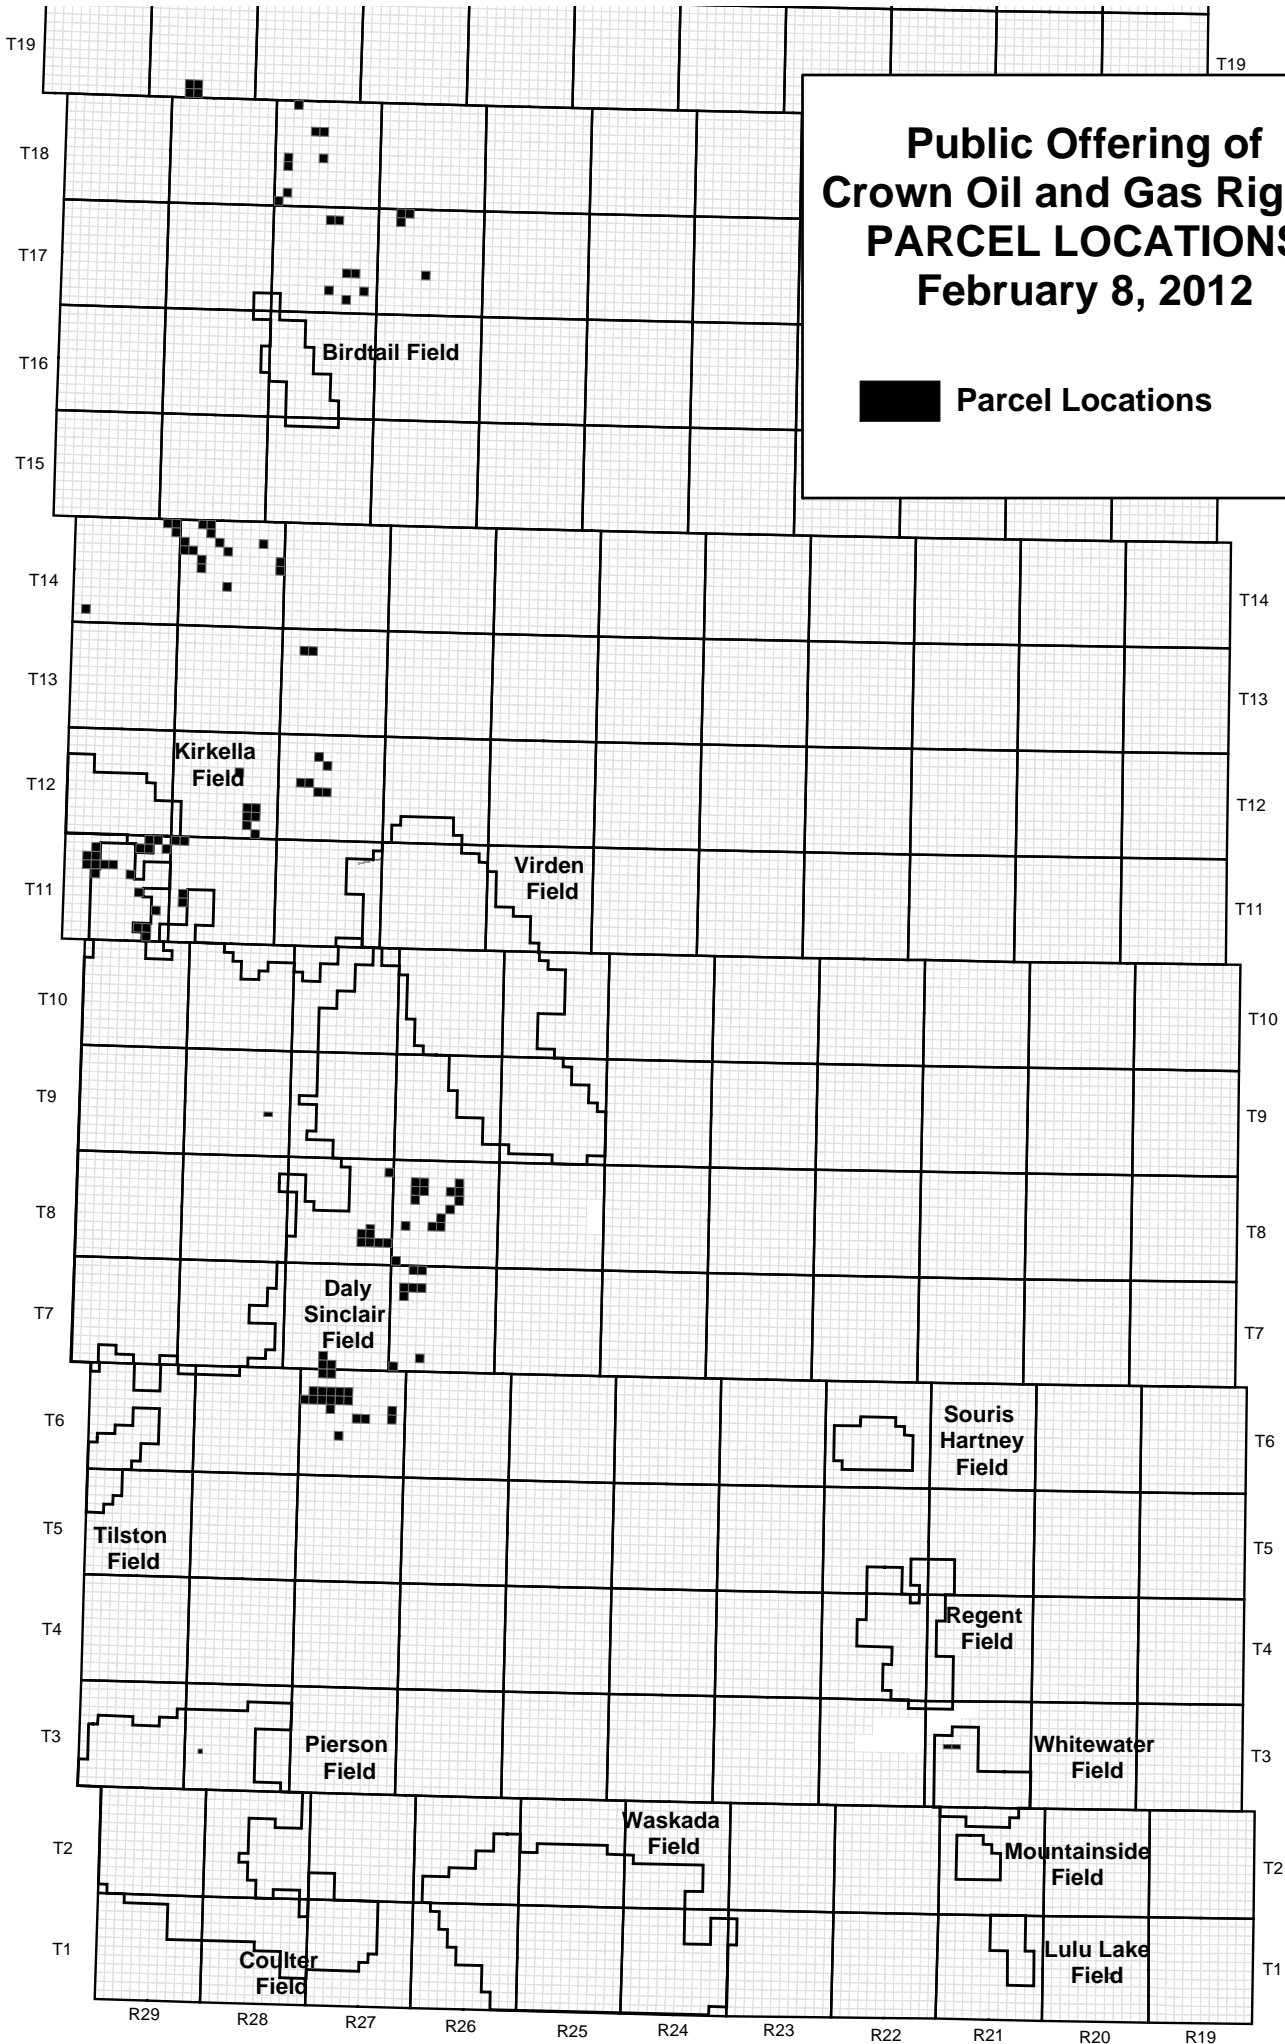 T19
T19
Public Offering of
Crown Oil and Gas Rig
PARCEL LOCATIONS
February 8, 2012
Parcel Locations
T18
T17
T16
Birdtail Field
T15
T14
T14
T13
T13
Kirkella
Field
T12
T12
Virden
Field
T11
T11
T10
T10
T9
T9
T8
T8
Daly
Sinclair
Field
T7
T7
Souris
Hartney
Field
T6
T6
Tilston
Field
T5
T5
Regent
Field
T4
T4
Pierson
Field
Whitewater
Field
T3
T3
Waskada
Field
Mountainside
Field
T2
T2
Coulter
Field
Lulu Lake
Field
T1
T1
R29 R28 R27 R26 R25 R24 R23 R22 R21 R20 R19